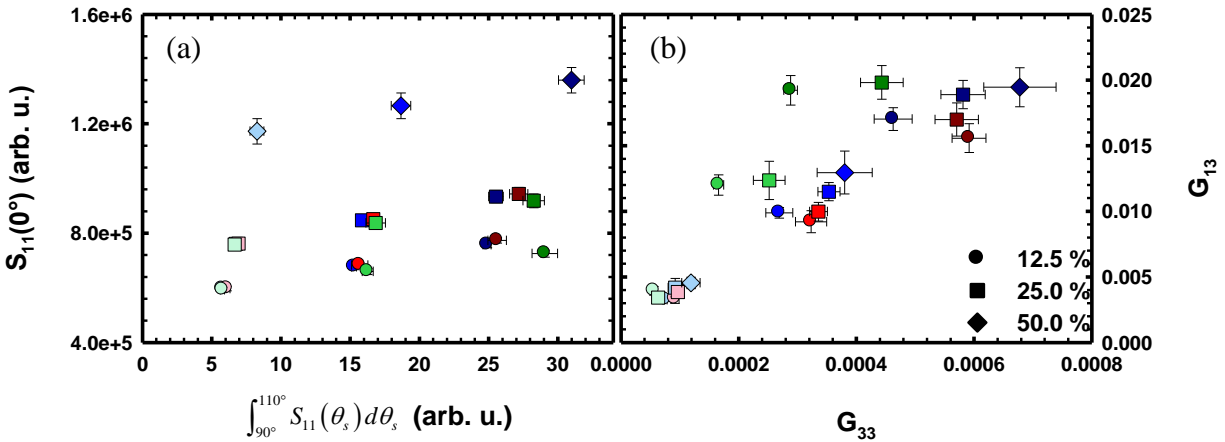 (a)
(b)
S11(0°) (arb. u.)
1.6e+6
1.2e+6
8.0e+5
4.0e+5
0 5 10 15 20 25 30
∫90°110° S11(θs)dθs (arb. u.)
0.0000 0.0002 0.0004 0.0006 0.0008
G33
0.025
0.020
0.015
0.010
0.005
0.000
G13
12.5 %
25.0 %
50.0 %